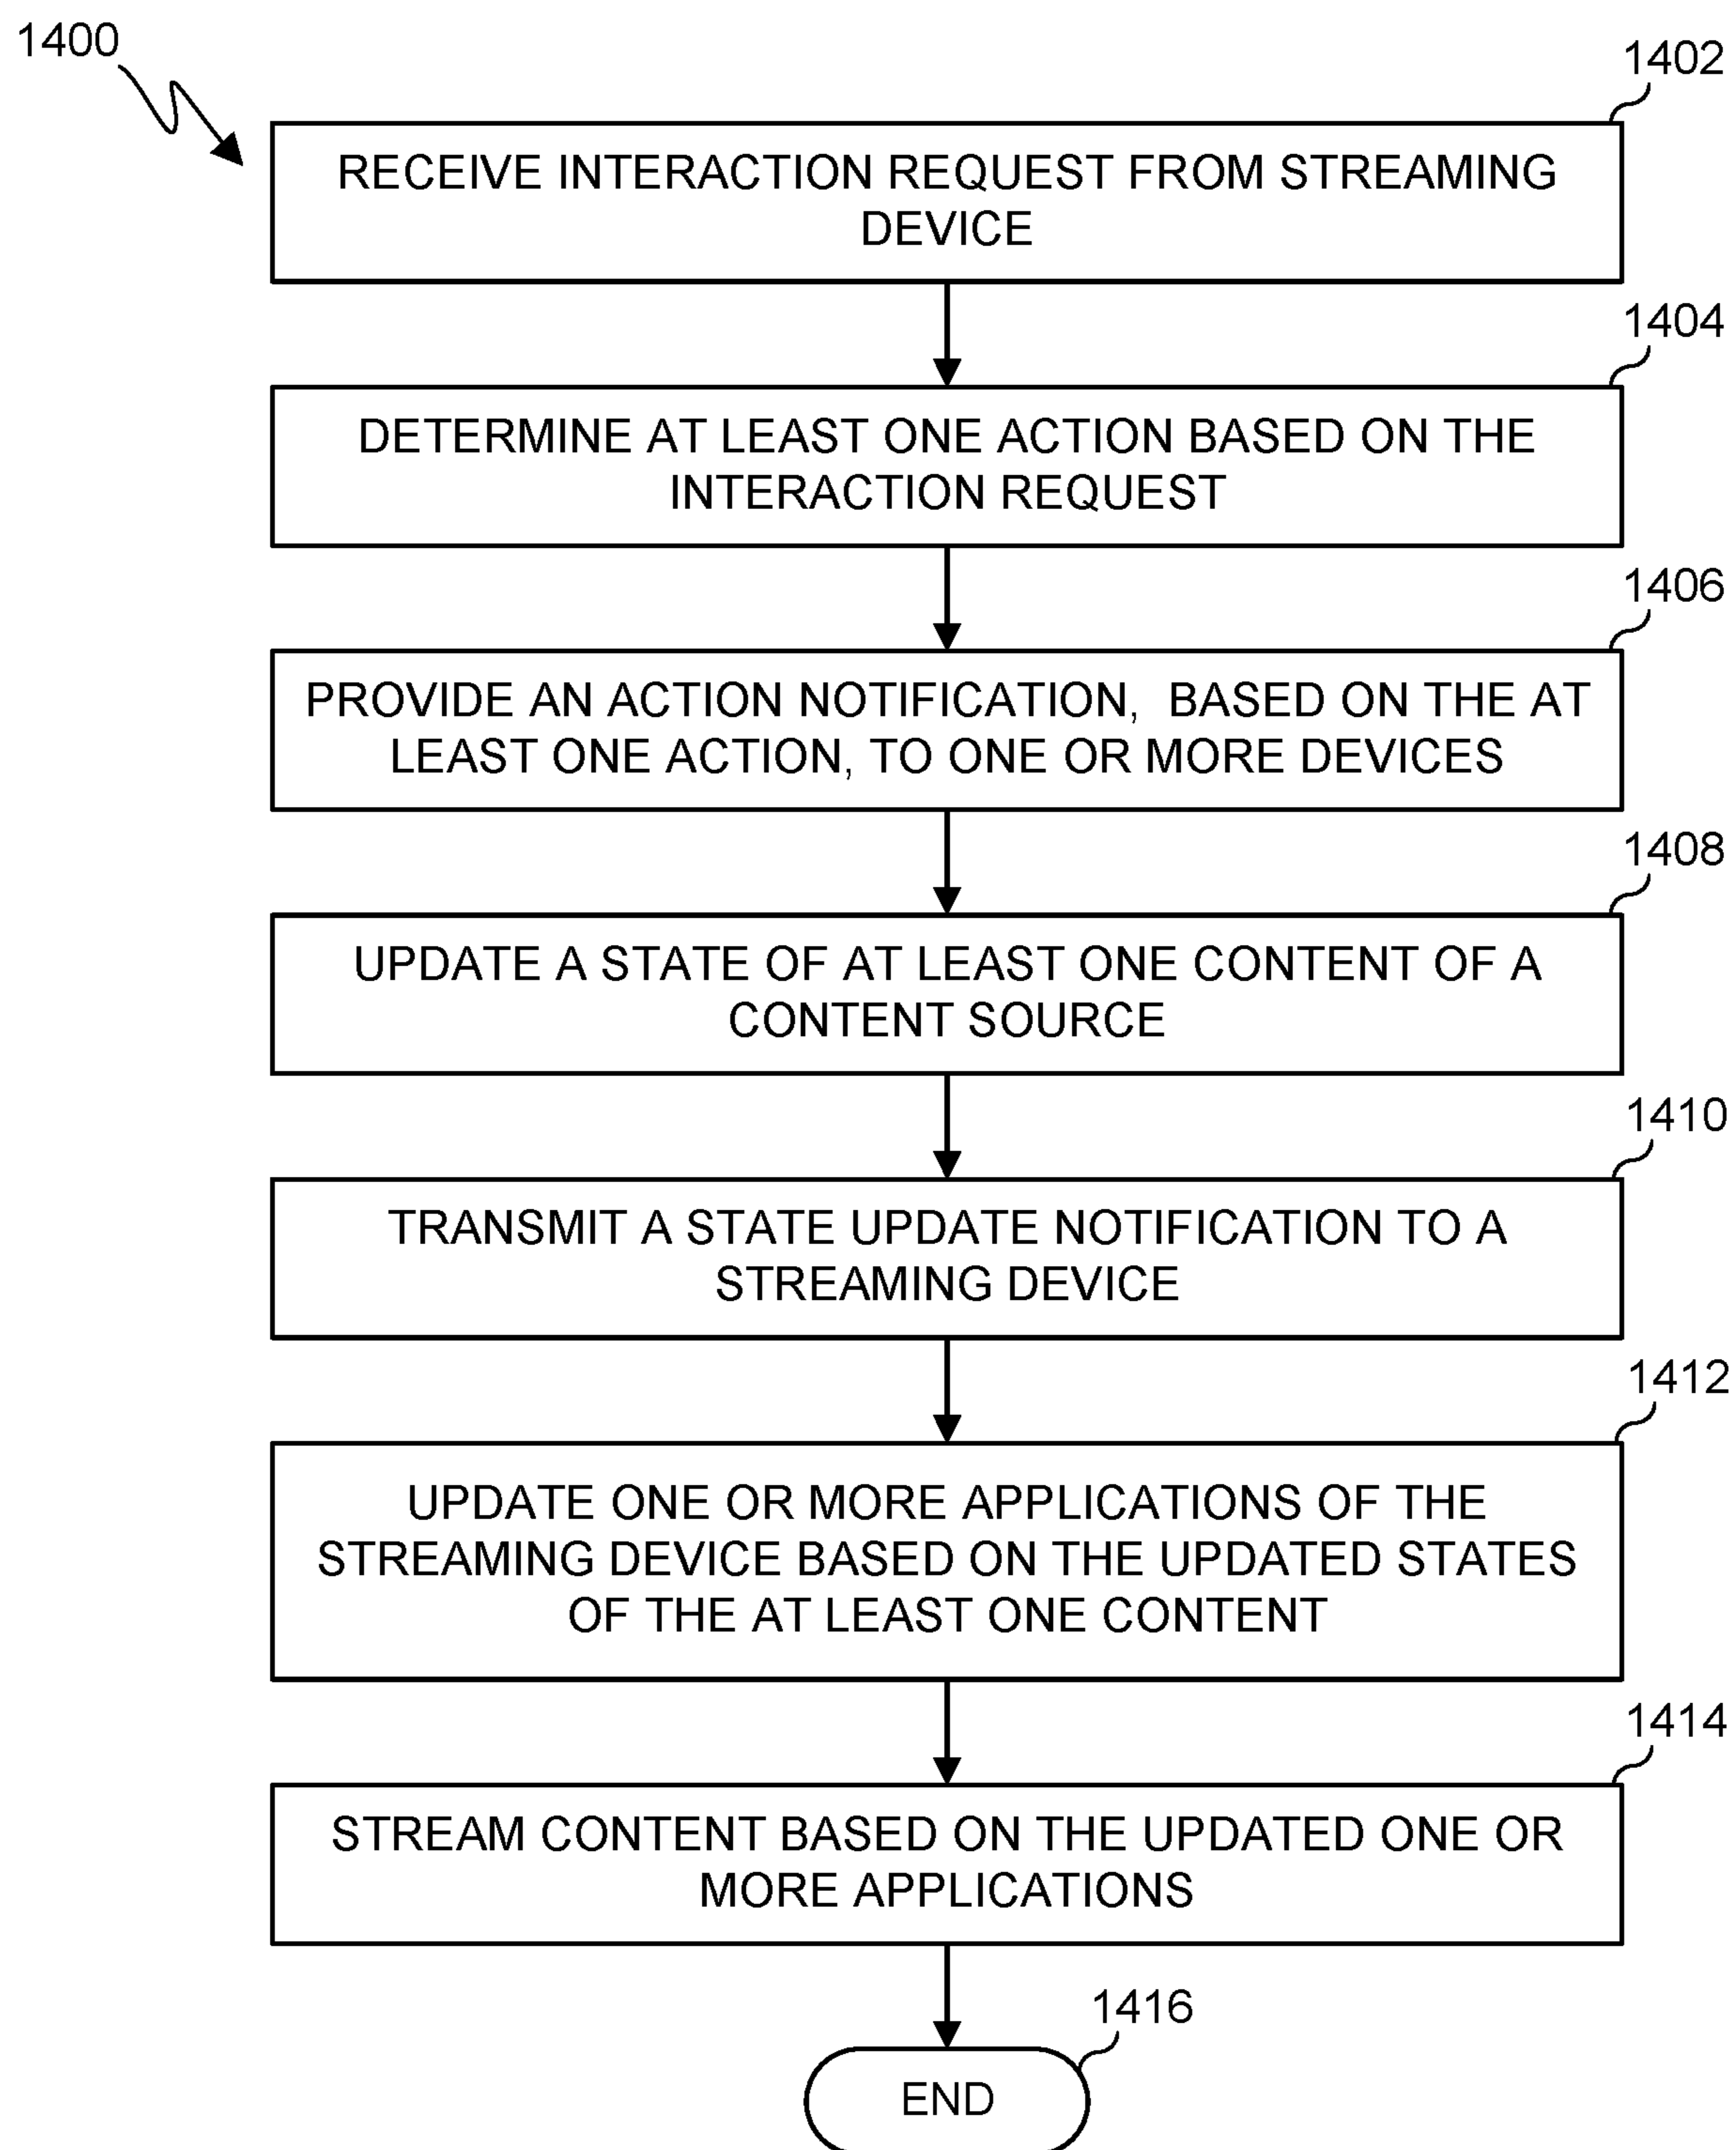 1400
1402
RECEIVE INTERACTION REQUEST FROM STREAMING
DEVICE
1404
DETERMINE AT LEAST ONE ACTION BASED ON THE
INTERACTION REQUEST
1406
PROVIDE AN ACTION NOTIFICATION, BASED ON THE AT
LEAST ONE ACTION, TO ONE OR MORE DEVICES
1408
UPDATE A STATE OF AT LEAST ONE CONTENT OF A
CONTENT SOURCE
1410
TRANSMIT A STATE UPDATE NOTIFICATION TO A
STREAMING DEVICE
1412
UPDATE ONE OR MORE APPLICATIONS OF THE
STREAMING DEVICE BASED ON THE UPDATED STATES
OF THE AT LEAST ONE CONTENT
1414
STREAM CONTENT BASED ON THE UPDATED ONE OR
MORE APPLICATIONS
1416
END